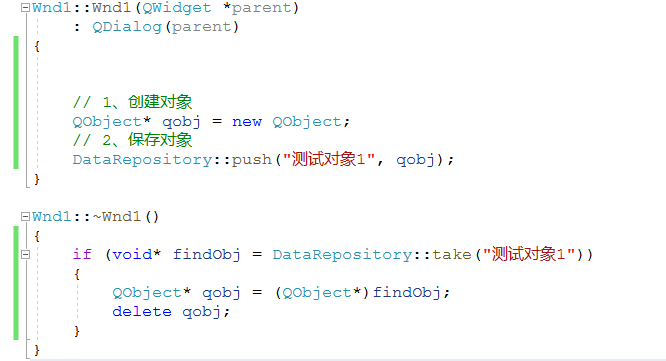 Wnd1::Wnd1(QWidget *parent)
    : QDialog(parent)
{
    // 1、创建对象
    QObject* qobj = new QObject;
    // 2、保存对象
    DataRepository::push("测试对象1", qobj);
}
Wnd1::~Wnd1()
{
    if (void* findObj = DataRepository::take("测试对象1"))
    {
        QObject* qobj = (QObject*)findObj;
        delete qobj;
    }
}